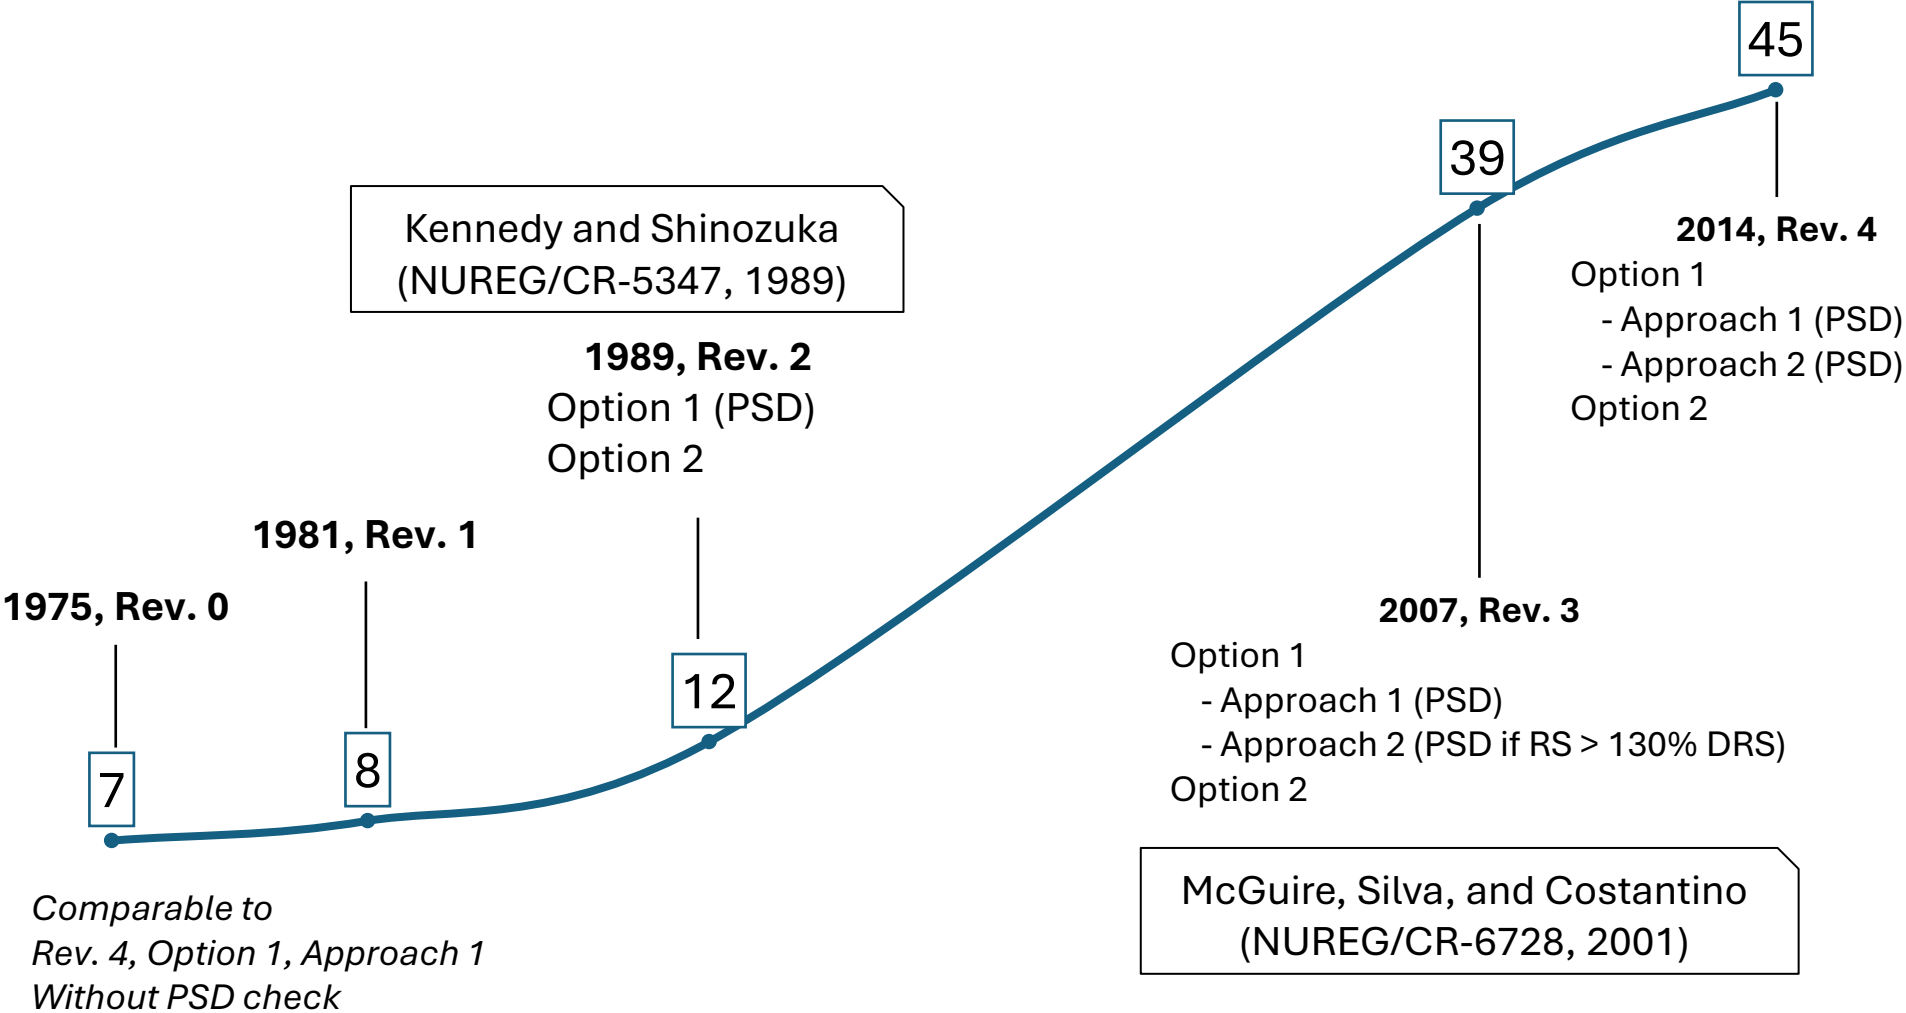 45
39
2014, Rev. 4
Option 1
- Approach 1 (PSD)
- Approach 2 (PSD)
Option 2
Kennedy and Shinozuka
(NUREG/CR-5347, 1989)
1989, Rev. 2
Option 1 (PSD)
Option 2
1981, Rev. 1
1975, Rev. 0
12
8
7
2007, Rev. 3
Option 1
- Approach 1 (PSD)
- Approach 2 (PSD if RS > 130% DRS)
Option 2
McGuire, Silva, and Costantino
(NUREG/CR-6728, 2001)
Comparable to
Rev. 4, Option 1, Approach 1
Without PSD check